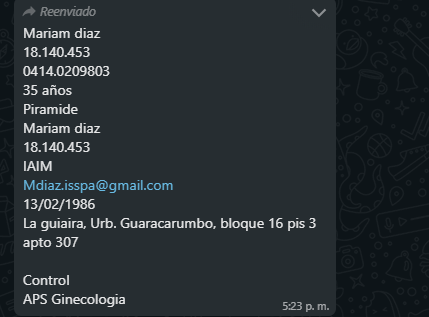 Reenviado
Mariam diaz
18.140.453
0414.0209803
35 años
Piramide
Mariam diaz
18.140.453
IAIM
Mdiaz.isspa@gmail.com
13/02/1986
La guiaira, Urb. Guaracarumbo, bloque 16 pis 3
apto 307
Control
APS Ginecologia
5:23 p. m.